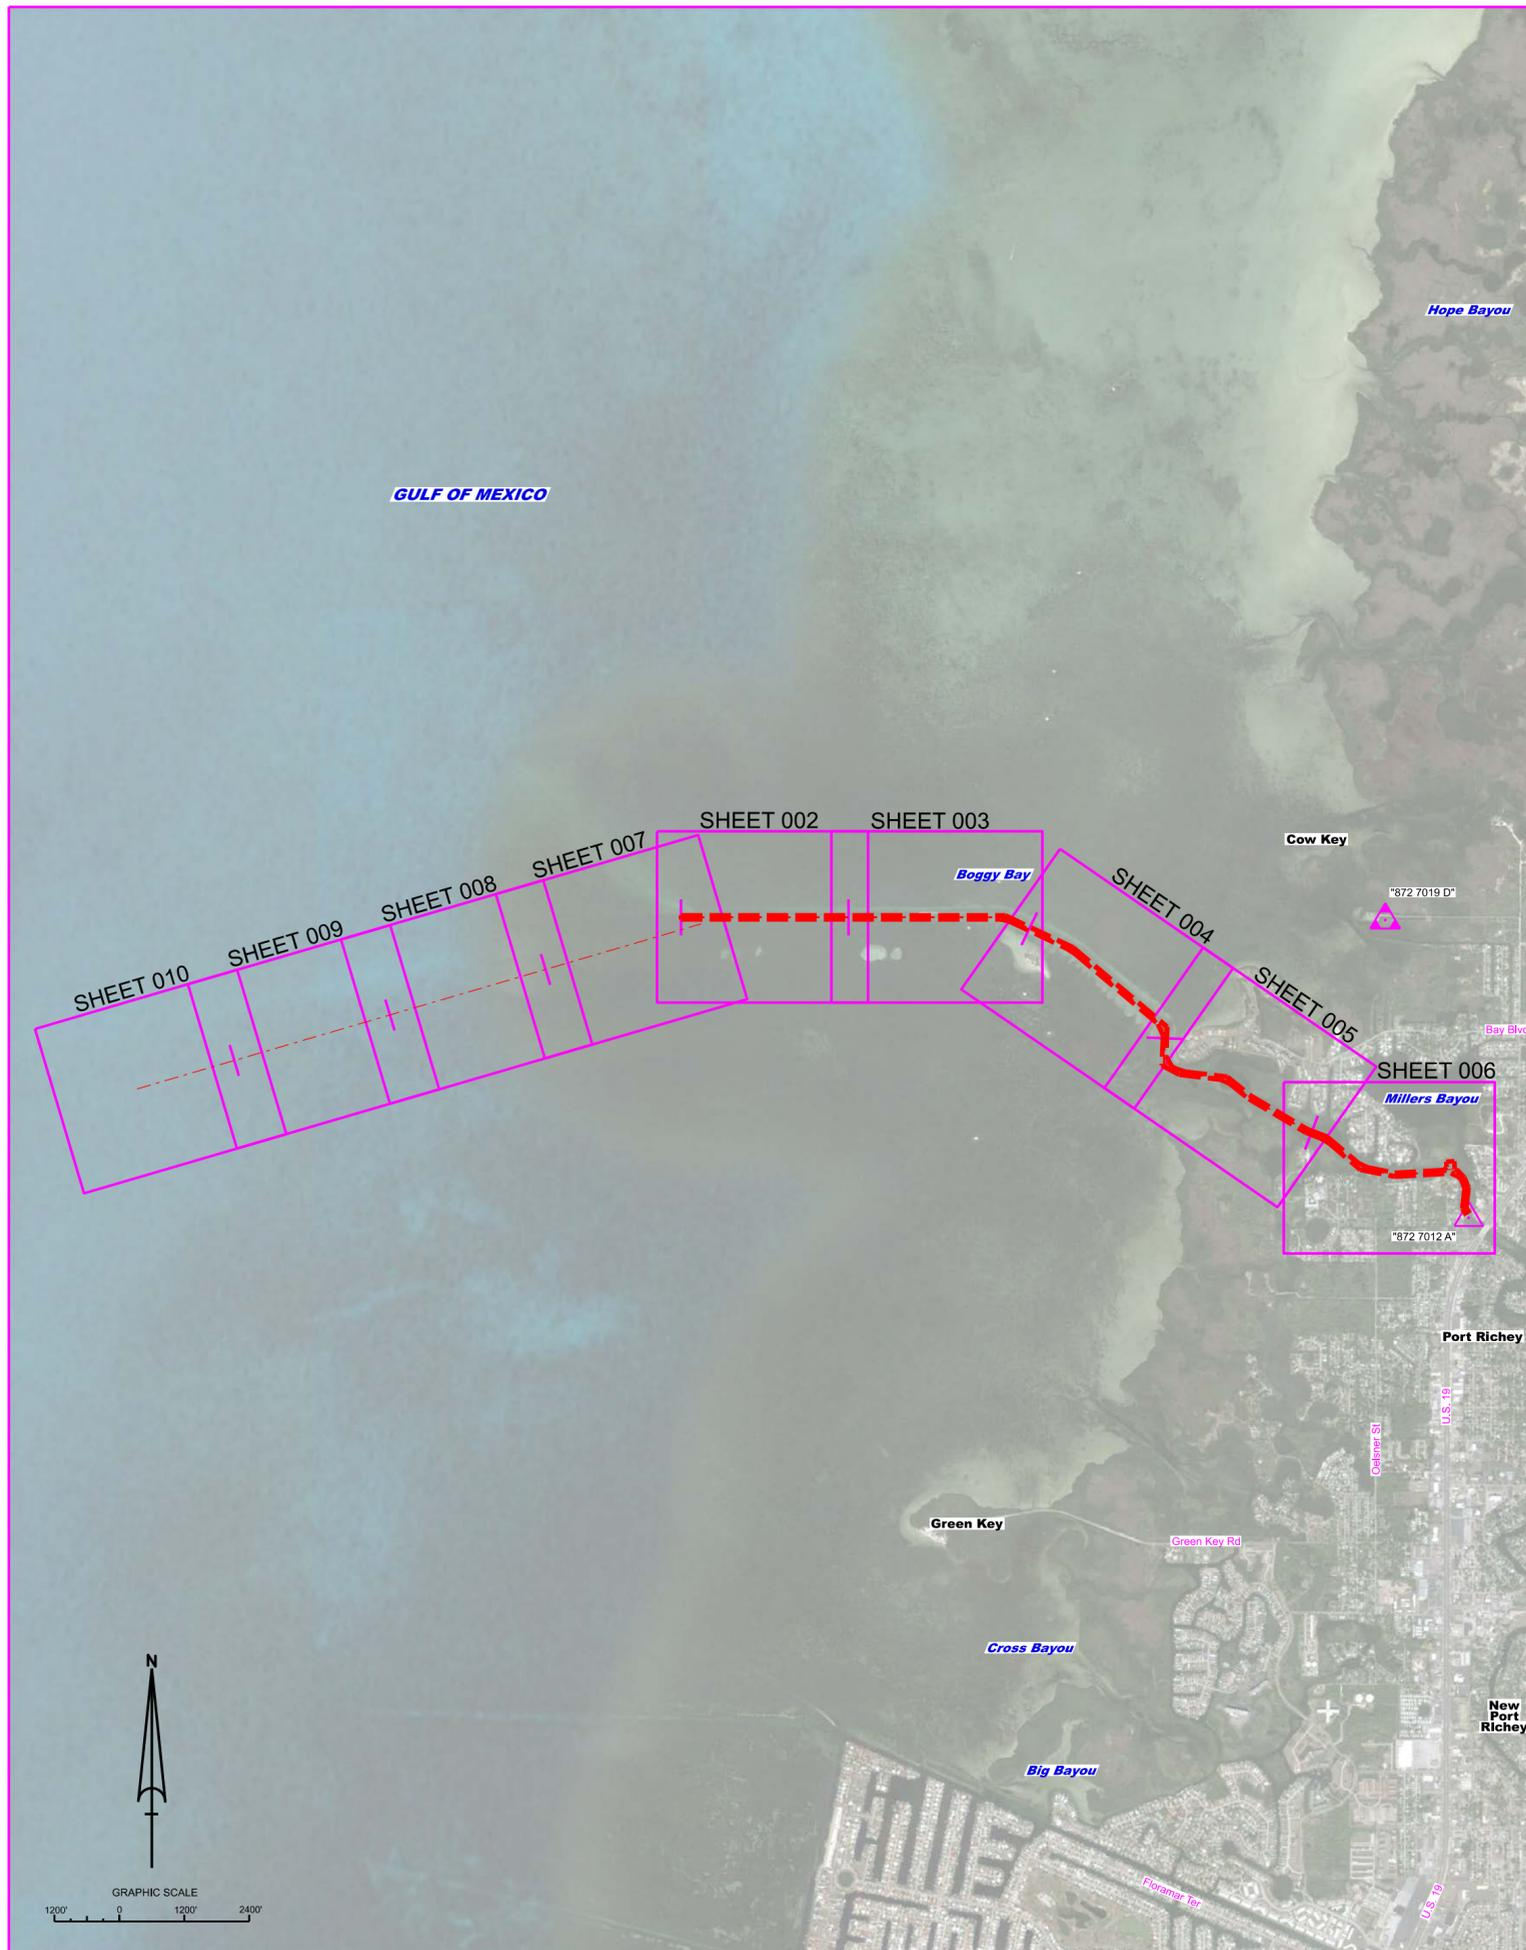 Hope Bayou
GULF OF MEXICO
SHEET 002
SHEET 003
Cow Key
SHEET 007
Boggy Bay
SHEET 004
SHEET 008
"872 7019 D"
SHEET 009
SHEET 010
SHEET 005
Bay Blvd
SHEET 006
Millers Bayou
"872 7012 A"
Port Richey
U.S. 19
Oelsner St
Green Key
Green Key Rd
Cross Bayou
N
New
Port
RIchey
Big Bayou
GRAPHIC SCALE
1200' 0 1200' 2400'
Floramar Ter
U.S. 19